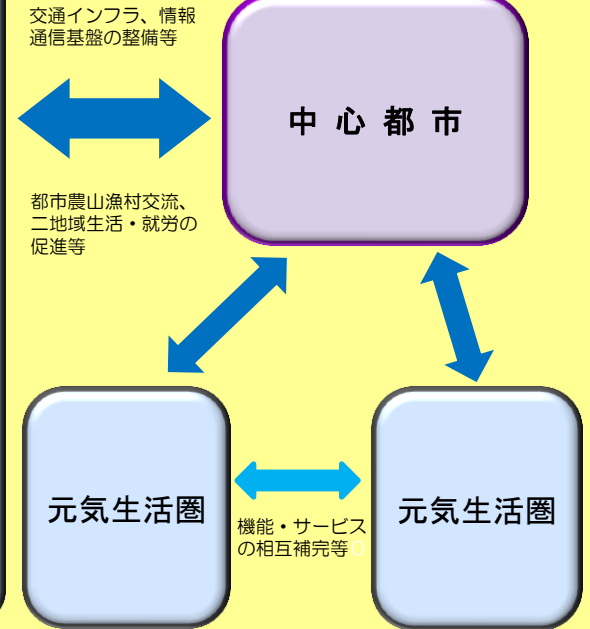 交通インフラ、情報
通信基盤の整備等
中心都市
都市農山漁村交流、
二地域生活・就労の
促進等
元気生活圏
機能・サービス
の相互補完等
元気生活圏